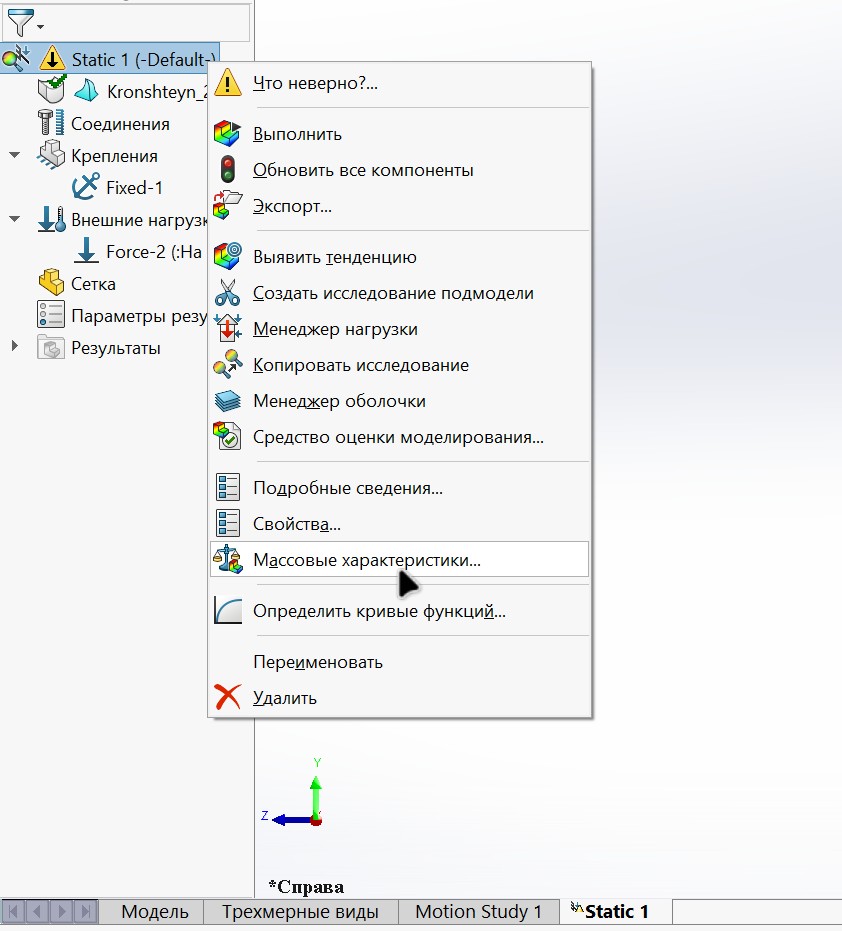 Static 1 (-Default-)
Kronshteyn_
Соединения
Крепления
Fixed-1
Внешние нагрузк
Force-2 (:На
Сетка
Параметры резу
Результаты
Что неверно?...
Выполнить
Обновить все компоненты
Экспорт...
Выявить тенденцию
Создать исследование подмодели
Менеджер нагрузки
Копировать исследование
Менеджер оболочки
Средство оценки моделирования...
Подробные сведения...
Свойства...
Массовые характеристики...
Определить кривые функций...
Переименовать
Удалить
Y
Z
*Справа
Модель Трехмерные виды Motion Study 1 Static 1